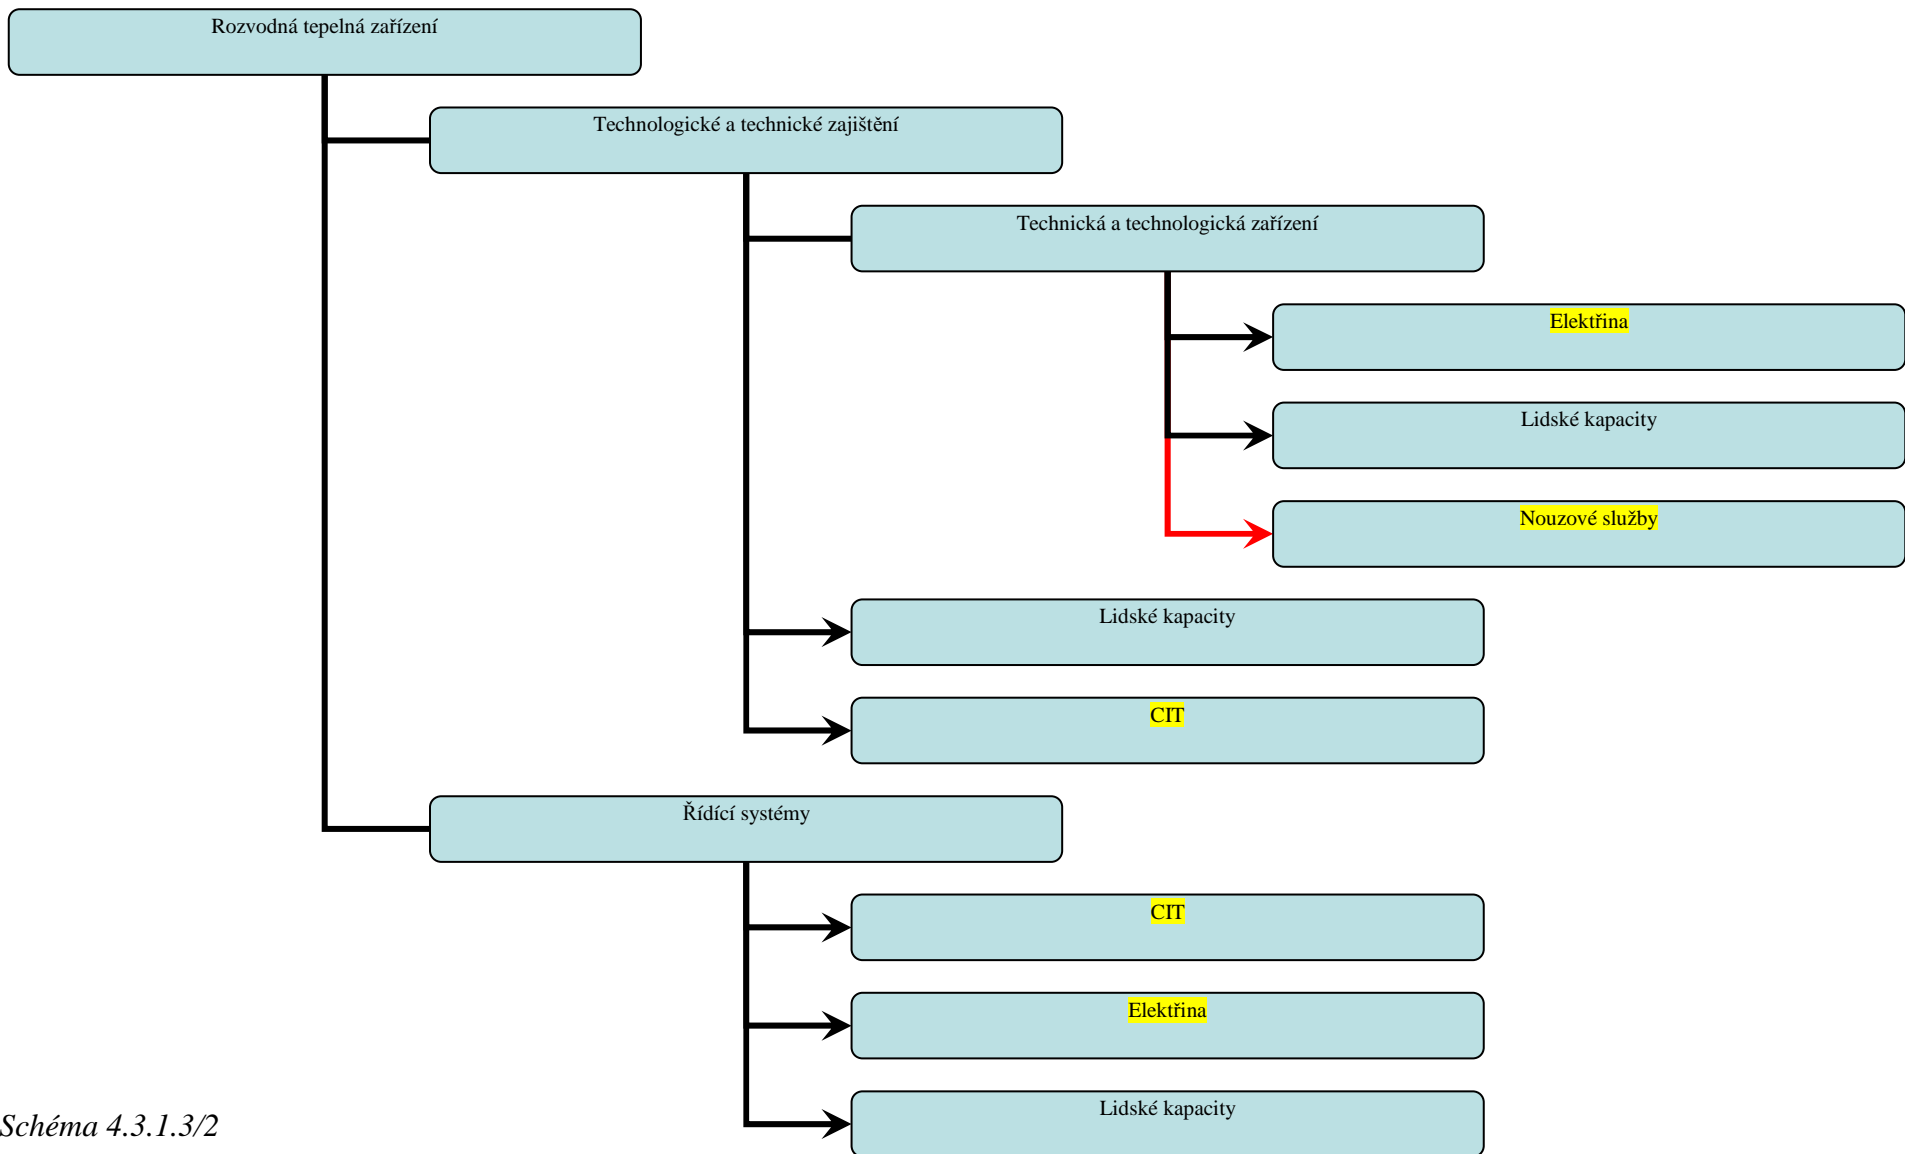 Rozvodná tepelná zařízení
Technologické a technické zajištění
Technická a technologická zařízení
Elektřina
Lidské kapacity
Nouzové služby
Lidské kapacity
CIT
Řídící systémy
CIT
Elektřina
Lidské kapacity
Schéma 4.3.1.3/2